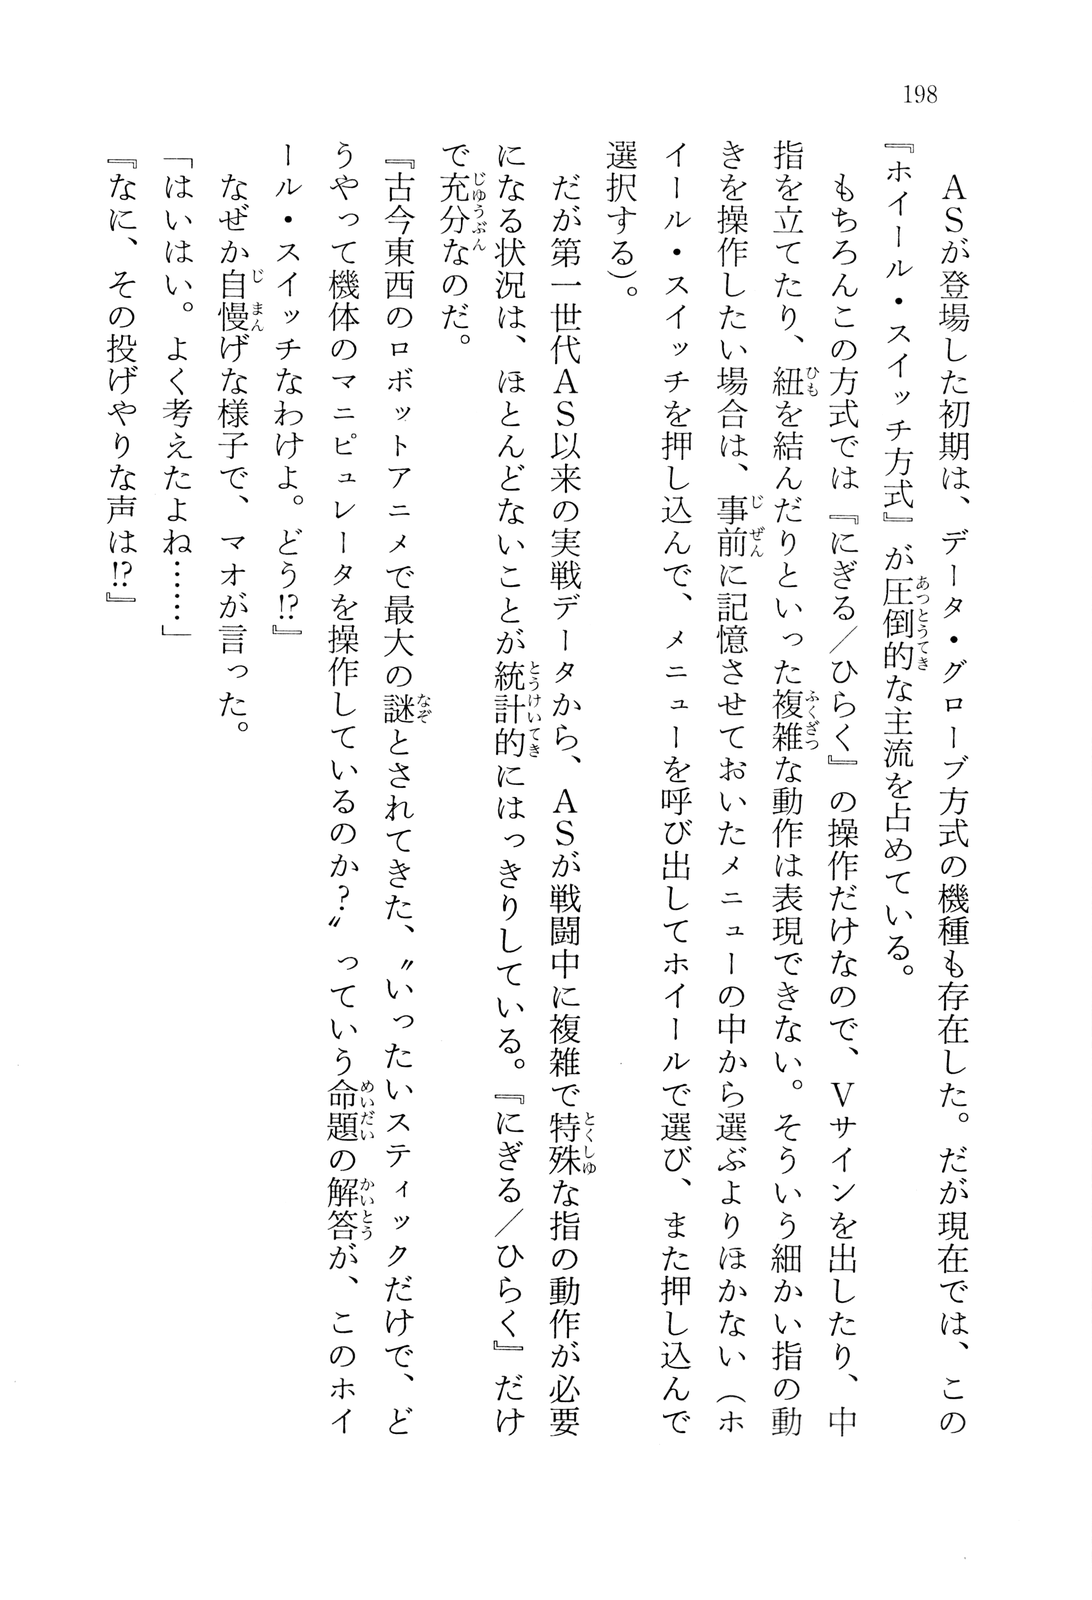 198
ASが登場した初期は、データ・グローブ方式の機種も存在した。だが現在では、この
『ホイール・スイッチ方式』が圧倒的な主流を占めている。
もちろんこの方式では『にぎる／ひらく』の操作だけなので、Vサインを出したり、中
指を立てたり、紐を結んだりといった複雑な動作は表現できない。そういう細かい指の動
きを操作したい場合は、事前に記憶させておいたメニューの中から選ぶよりほかない（ホ
イール・スイッチを押し込んで、メニューを呼び出してホイールで選び、また押し込んで
選択する）。
だが第一世代AS以来の実戦データから、ASが戦闘中に複雑で特殊な指の動作が必要
になる状況は、ほとんどないことが統計的にはっきりしている。『にぎる／ひらく』だけ
で充分なのだ。
『古今東西のロボットアニメで最大の謎とされてきた、〝いったいスティックだけで、ど
うやって機体のマニピュレータを操作しているのか？〟っていう命題の解答が、このホイ
ール・スイッチなわけよ。どう!?』
なぜか自慢げな様子で、マオが言った。
「はいはい。よく考えたよね……」
『なに、その投げやりな声は!?』